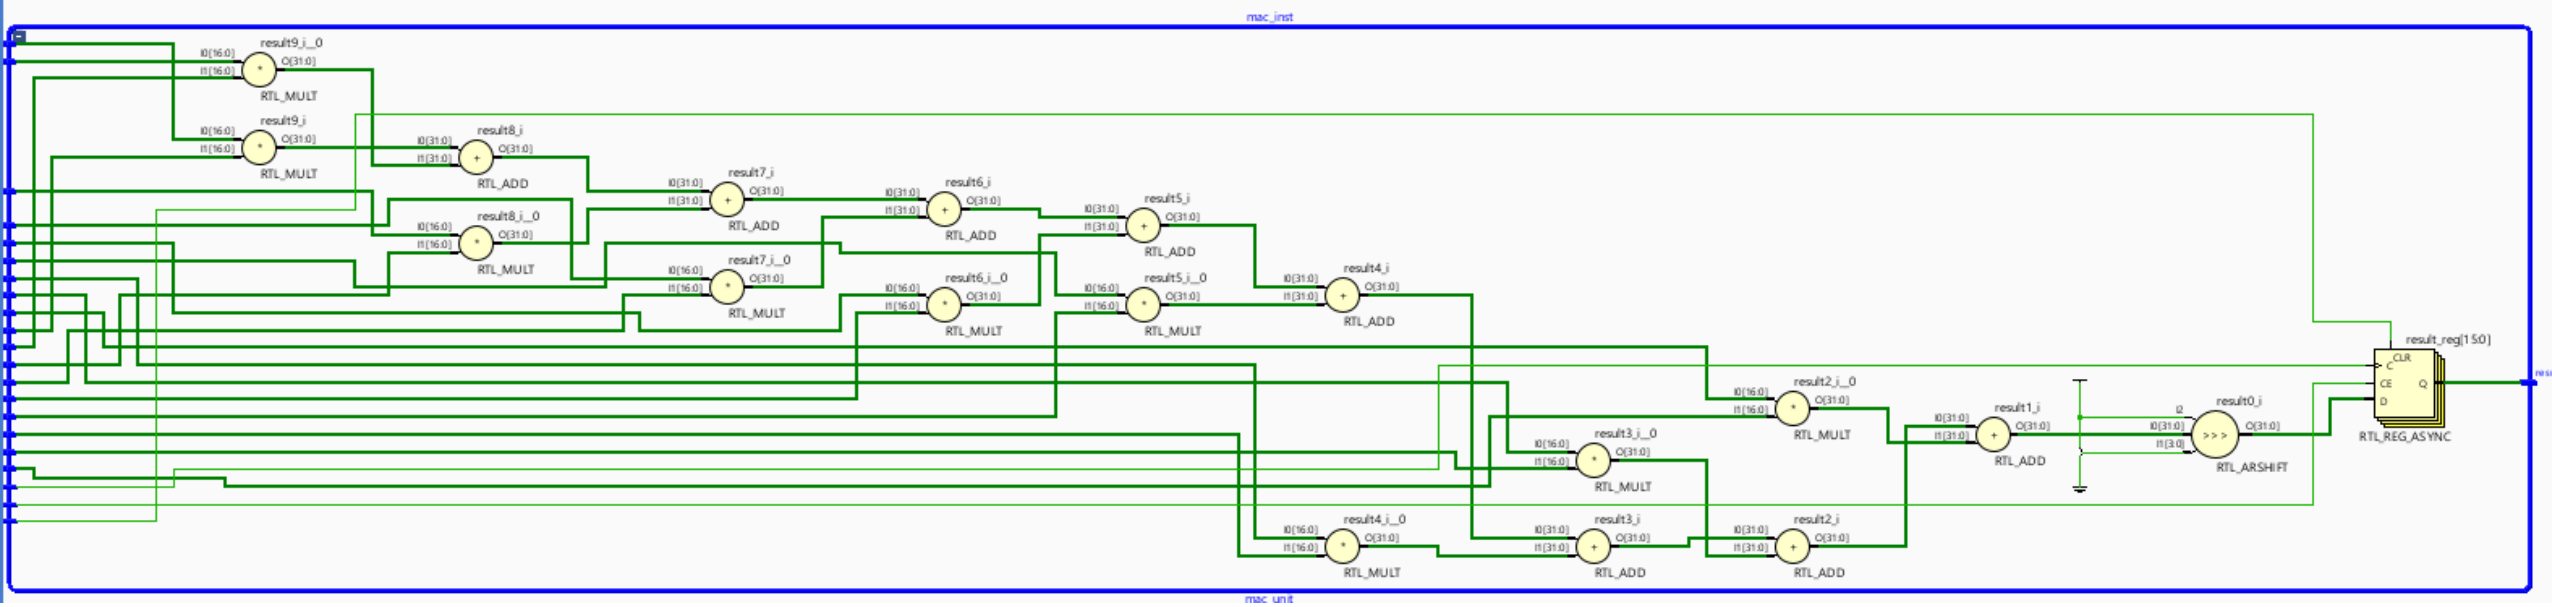 mac_inst
result9_i__0
I0[16:0]
I1[16:0]
O[31:0]
*
RTL_MULT
result9_i
I0[16:0]
I1[16:0]
O[31:0]
*
RTL_MULT
result8_i
I0[31:0]
I1[31:0]
O[31:0]
+
RTL_ADD
result8_i__0
I0[16:0]
I1[16:0]
O[31:0]
*
RTL_MULT
result7_i
I0[31:0]
I1[31:0]
O[31:0]
+
RTL_ADD
result7_i__0
I0[16:0]
I1[16:0]
O[31:0]
*
RTL_MULT
result6_i
I0[31:0]
I1[31:0]
O[31:0]
+
RTL_ADD
result6_i__0
I0[16:0]
I1[16:0]
O[31:0]
*
RTL_MULT
result5_i
I0[31:0]
I1[31:0]
O[31:0]
+
RTL_ADD
result5_i__0
I0[16:0]
I1[16:0]
O[31:0]
*
RTL_MULT
result4_i
I0[31:0]
I1[31:0]
O[31:0]
+
RTL_ADD
result4_i__0
I0[16:0]
I1[16:0]
O[31:0]
*
RTL_MULT
result3_i__0
I0[16:0]
I1[16:0]
O[31:0]
*
RTL_MULT
result3_i
I0[31:0]
I1[31:0]
O[31:0]
+
RTL_ADD
result2_i__0
I0[16:0]
I1[16:0]
O[31:0]
*
RTL_MULT
result2_i
I0[31:0]
I1[31:0]
O[31:0]
+
RTL_ADD
result1_i
I0[31:0]
I1[31:0]
O[31:0]
+
RTL_ADD
result0_i
I2
I0[31:0]
I1[3:0]
O[31:0]
>>>
RTL_ARSHIFT
result_reg[15:0]
CLR
C
CE
D
Q
RTL_REG_ASYNC
mac_unit